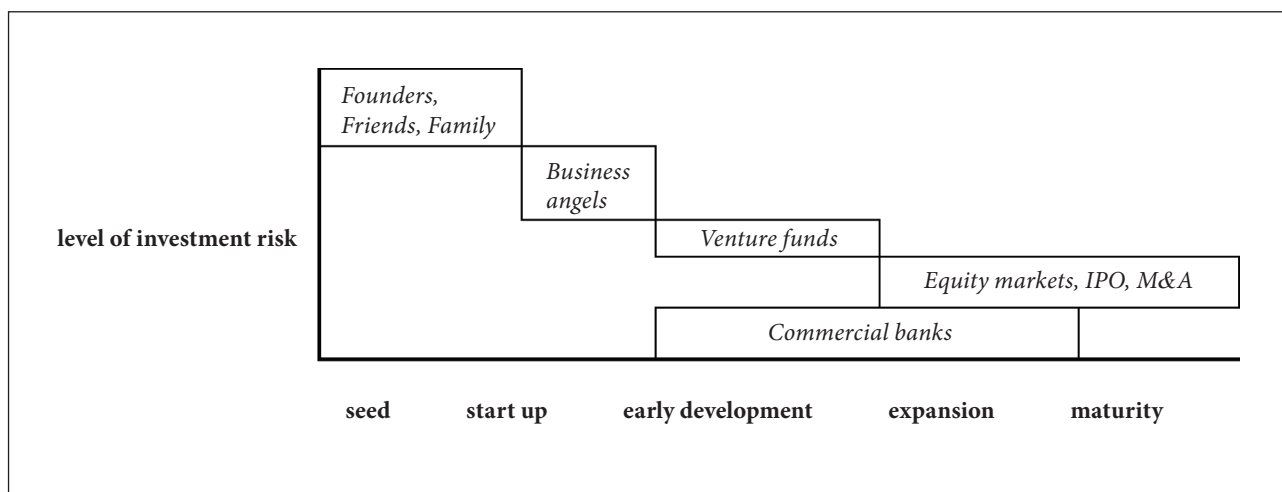 Founders,
Friends, Family
Business
angels
level of investment risk
Venture funds
Equity markets, IPO, M&A
Commercial banks
seed start up early development expansion maturity